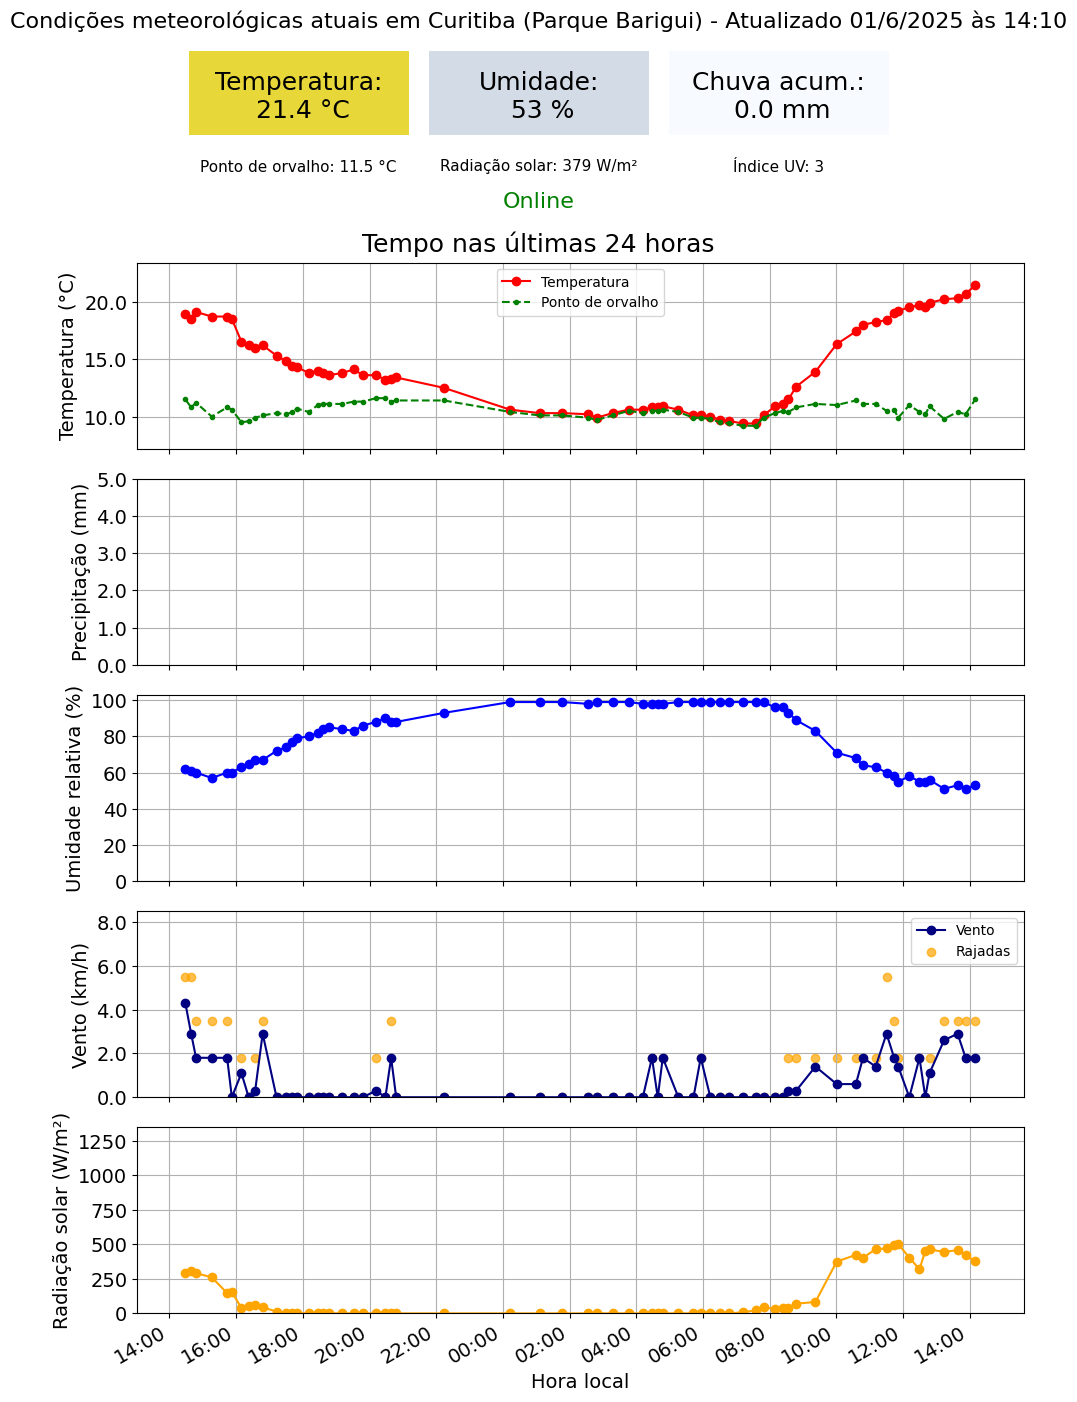 Condições meteorológicas atuais em Curitiba (Parque Barigui) - Atualizado 01/6/2025 às 14:10
Temperatura:
21.4 °C
Umidade:
53 %
Chuva acum.:
0.0 mm
Ponto de orvalho: 11.5 °C
Radiação solar: 379 W/m²
Índice UV: 3
Online
Tempo nas últimas 24 horas
Temperatura (°C)
20.0
15.0
10.0
Temperatura
Ponto de orvalho
Precipitação (mm)
5.0
4.0
3.0
2.0
1.0
0.0
Umidade relativa (%)
100
80
60
40
20
0
Vento (km/h)
8.0
6.0
4.0
2.0
0.0
Vento
Rajadas
Radiação solar (W/m²)
1250
1000
750
500
250
0
14:00
16:00
18:00
20:00
22:00
00:00
02:00
04:00
06:00
08:00
10:00
12:00
14:00
Hora local